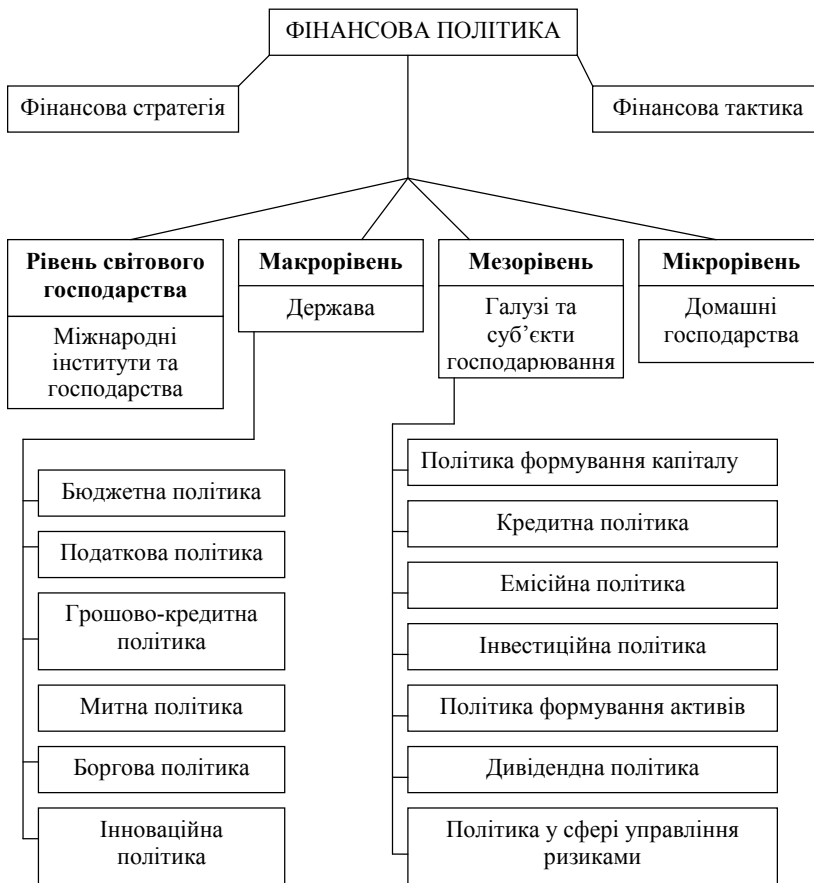 ФІНАНСОВА ПОЛІТИКА
Фінансова стратегія
Фінансова тактика
Рівень світового
господарства
Міжнародні
інститути та
господарства
Макрорівень
Держава
Мезорівень
Галузі та
суб’єкти
господарювання
Мікрорівень
Домашні
господарства
Бюджетна політика
Податкова політика
Грошово-кредитна
політика
Митна політика
Боргова політика
Інноваційна
політика
Політика формування капіталу
Кредитна політика
Емісійна політика
Інвестиційна політика
Політика формування активів
Дивідендна політика
Політика у сфері управління
ризиками